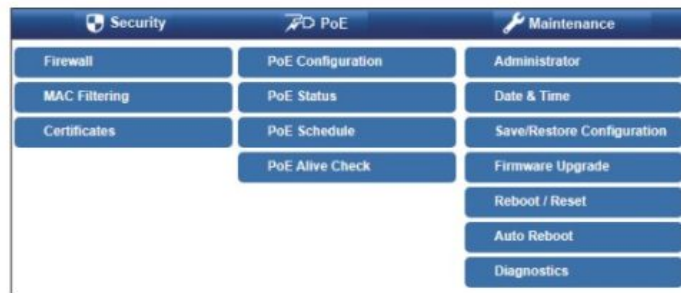 Security
PoE
Maintenance
Firewall
PoE Configuration
Administrator
MAC Filtering
PoE Status
Date & Time
Certificates
PoE Schedule
Save/Restore Configuration
PoE Alive Check
Firmware Upgrade
Reboot / Reset
Auto Reboot
Diagnostics